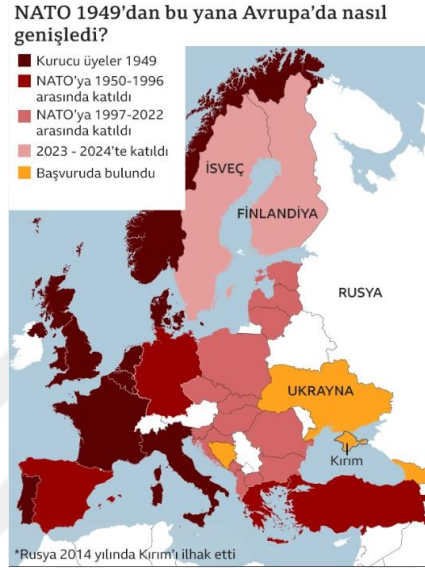 NATO 1949’dan bu yana Avrupa’da nasıl
genişledi?
Kurucu üyeler 1949
NATO’ya 1950-1996
arasında katıldı
NATO’ya 1997-2022
arasında katıldı
2023 - 2024’te katıldı
Başvuruda bulundu
İSVEÇ
FİNLANDİYA
RUSYA
UKRAYNA
Kırım
*Rusya 2014 yılında Kırım’ı ilhak etti